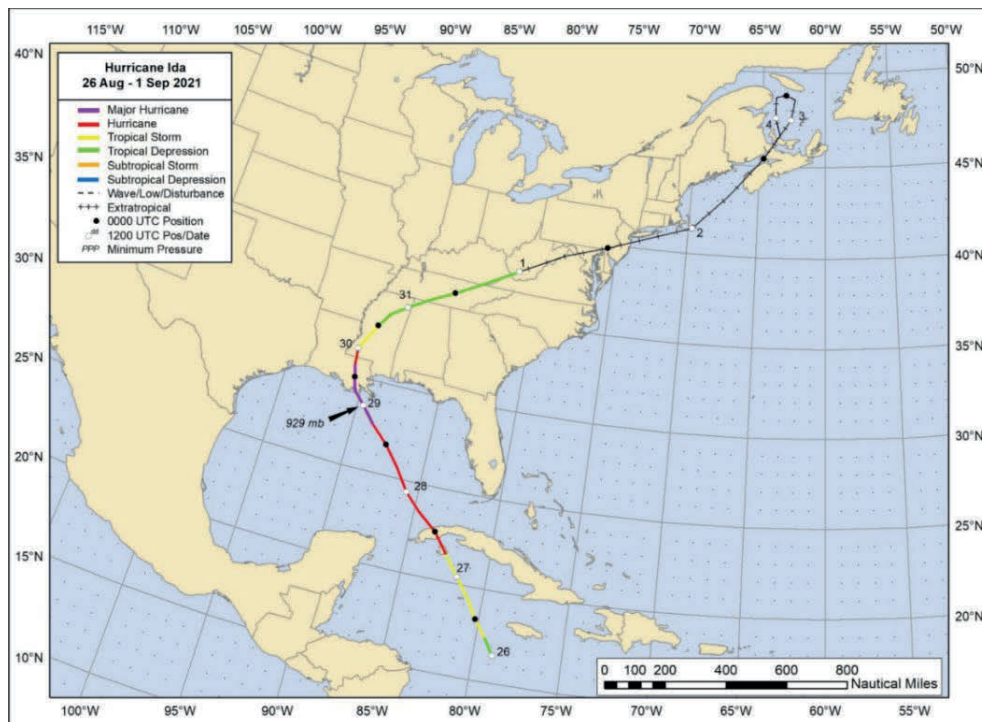 115°W 110°W 105°W 100°W 95°W 90°W 85°W 80°W 75°W 70°W 65°W 60°W 55°W 50°W 45°W
40°N
35°N
30°N
25°N
20°N
15°N
10°N
Hurricane Ida
26 Aug - 1 Sep 2021
Major Hurricane
Hurricane
Tropical Storm
Tropical Depression
Subtropical Storm
Subtropical Depression
Wave/Low/Disturbance
Extratropical
0000 UTC Position
1200 UTC Pos/Date
PPP Minimum Pressure
4
3
2
1
31
30
29
929 mb
28
27
26
50°N
45°N
40°N
35°N
30°N
25°N
20°N
0 100 200 400 600 800
Nautical Miles
100°W 95°W 90°W 85°W 80°W 75°W 70°W 65°W 60°W 55°W